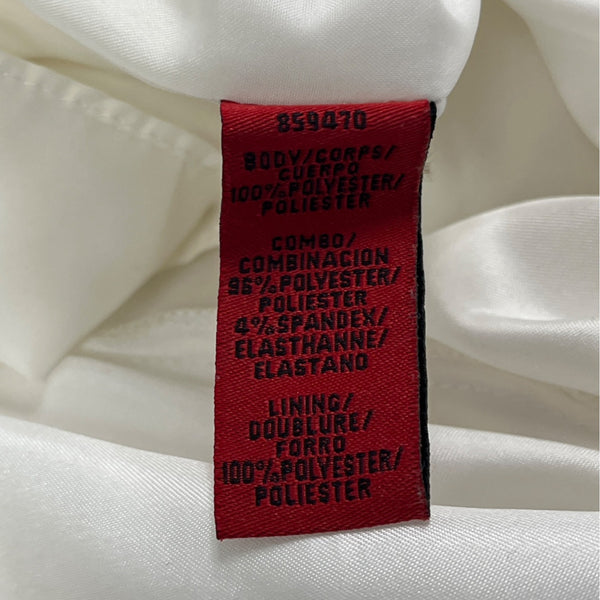 859470
BODY/CORPS/
CUERPO
100%POLYESTER/
POLIESTER
COMBO/
COMBINACION
96%POLYESTER/
POLIESTER
4%SPANDEX/
ELASTHANNE/
ELASTANO
LINING/
DOUBLURE/
FORRO
100%POLYESTER/
POLIESTER